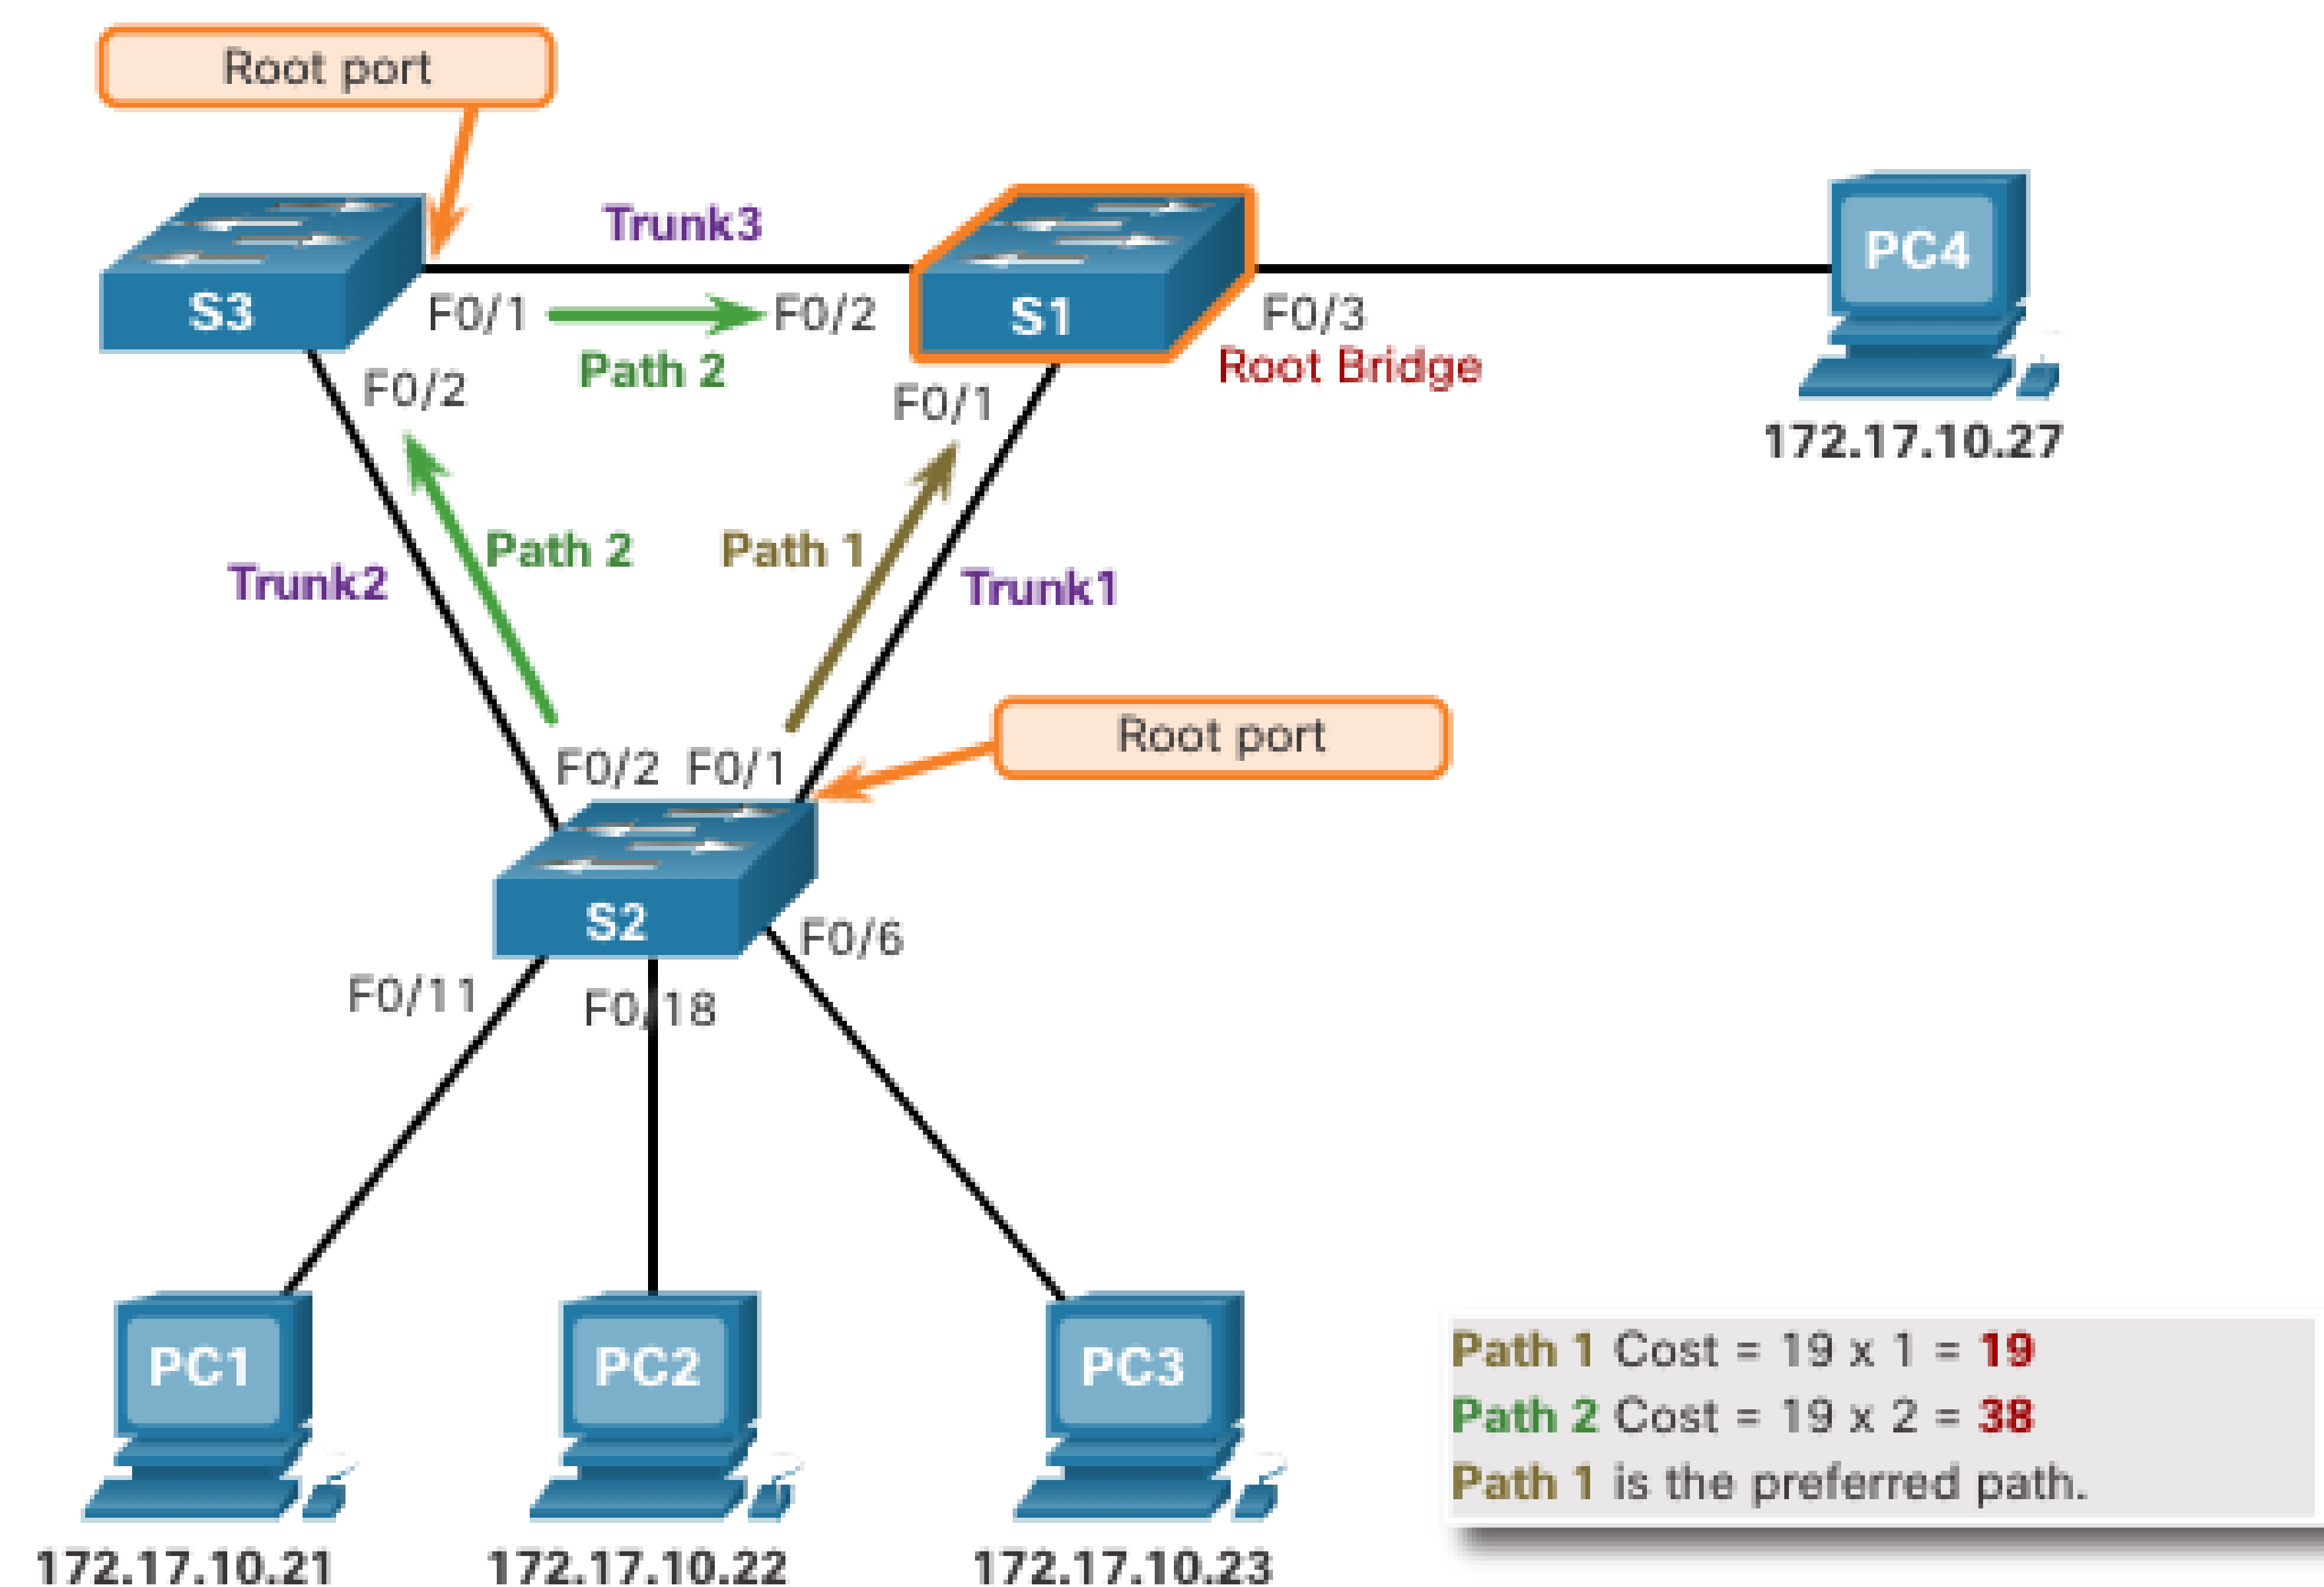 Root port
Trunk3
S3
F0/1
F0/2
S1
F0/3
PC4
Path 2
Root Bridge
F0/2
F0/1
172.17.10.27
Path 2
Path 1
Trunk2
Trunk1
Root port
F0/2
F0/1
S2
F0/6
F0/11
F0/18
PC1
PC2
PC3
Path 1 Cost = 19 x 1 = 19
Path 2 Cost = 19 x 2 = 38
Path 1 is the preferred path.
172.17.10.21
172.17.10.22
172.17.10.23